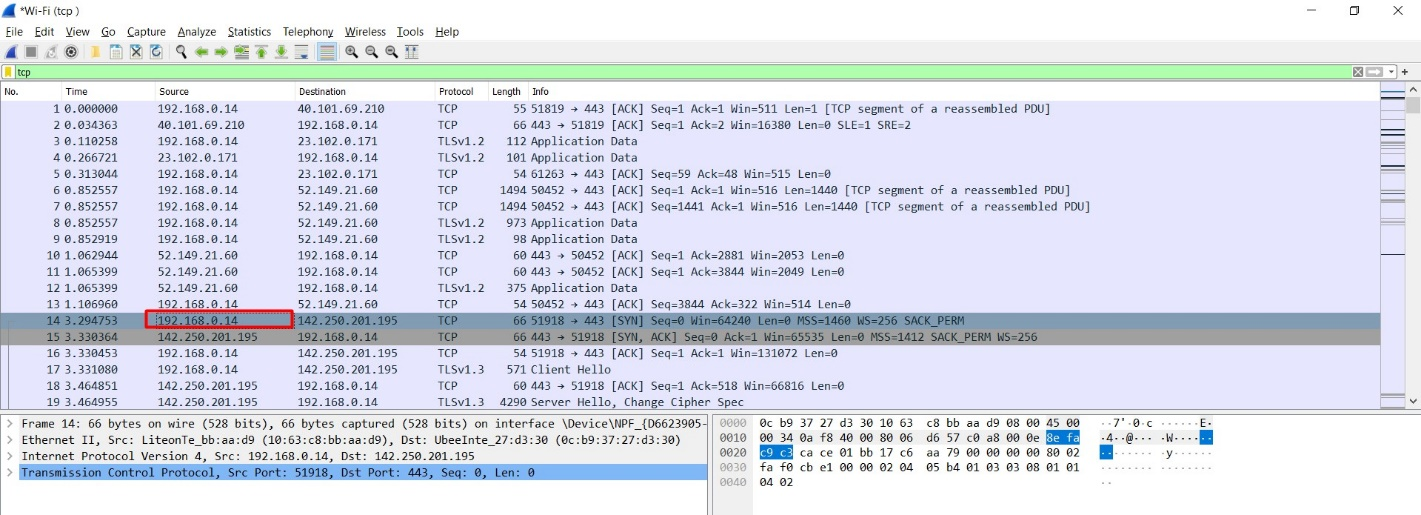 *Wi-Fi (tcp )
File Edit View Go Capture Analyze Statistics Telephony Wireless Tools Help
tcp
No. Time Source Destination Protocol Length Info
1 0.000000 192.168.0.14 40.101.69.210 TCP 55 51819 → 443 [ACK] Seq=1 Ack=1 Win=511 Len=1 [TCP segment of a reassembled PDU]
2 0.034363 40.101.69.210 192.168.0.14 TCP 66 443 → 51819 [ACK] Seq=1 Ack=2 Win=16380 Len=0 SLE=1 SRE=2
3 0.110258 192.168.0.14 23.102.0.171 TLSv1.2 112 Application Data
4 0.266721 23.102.0.171 192.168.0.14 TLSv1.2 101 Application Data
5 0.313044 192.168.0.14 23.102.0.171 TCP 54 61263 → 443 [ACK] Seq=59 Ack=48 Win=515 Len=0
6 0.852557 192.168.0.14 52.149.21.60 TCP 1494 50452 → 443 [ACK] Seq=1 Ack=1 Win=516 Len=1440 [TCP segment of a reassembled PDU]
7 0.852557 192.168.0.14 52.149.21.60 TCP 1494 50452 → 443 [ACK] Seq=1441 Ack=1 Win=516 Len=1440 [TCP segment of a reassembled PDU]
8 0.852557 192.168.0.14 52.149.21.60 TLSv1.2 973 Application Data
9 0.852919 192.168.0.14 52.149.21.60 TLSv1.2 98 Application Data
10 1.062944 52.149.21.60 192.168.0.14 TCP 60 443 → 50452 [ACK] Seq=1 Ack=2881 Win=2053 Len=0
11 1.065399 52.149.21.60 192.168.0.14 TCP 60 443 → 50452 [ACK] Seq=1 Ack=3844 Win=2049 Len=0
12 1.065399 52.149.21.60 192.168.0.14 TLSv1.2 375 Application Data
13 1.106960 192.168.0.14 52.149.21.60 TCP 54 50452 → 443 [ACK] Seq=3844 Ack=322 Win=514 Len=0
14 3.294753 192.168.0.14 142.250.201.195 TCP 66 51918 → 443 [SYN] Seq=0 Win=64240 Len=0 MSS=1460 WS=256 SACK_PERM
15 3.330364 142.250.201.195 192.168.0.14 TCP 66 443 → 51918 [SYN, ACK] Seq=0 Ack=1 Win=65535 Len=0 MSS=1412 SACK_PERM WS=256
16 3.330453 192.168.0.14 142.250.201.195 TCP 54 51918 → 443 [ACK] Seq=1 Ack=1 Win=131072 Len=0
17 3.331080 192.168.0.14 142.250.201.195 TLSv1.3 571 Client Hello
18 3.464851 142.250.201.195 192.168.0.14 TCP 60 443 → 51918 [ACK] Seq=1 Ack=518 Win=66816 Len=0
19 3.464955 142.250.201.195 192.168.0.14 TLSv1.3 4290 Server Hello, Change Cipher Spec
Frame 14: 66 bytes on wire (528 bits), 66 bytes captured (528 bits) on interface \Device\NPF_{D6623905-
Ethernet II, Src: LiteonTe_bb:aa:d9 (10:63:c8:bb:aa:d9), Dst: UbeeInte_27:d3:30 (0c:b9:37:27:d3:30)
Internet Protocol Version 4, Src: 192.168.0.14, Dst: 142.250.201.195
Transmission Control Protocol, Src Port: 51918, Dst Port: 443, Seq: 0, Len: 0
0000 0c b9 37 27 d3 30 10 63 c8 bb aa d9 08 00 45 00 ··7'·0·c ······E·
0010 00 34 0a f8 40 00 80 06 d6 57 c0 a8 00 0e 8e fa ·4··@··· ·W······
0020 c9 c3 ca ce 01 bb 17 c6 aa 79 00 00 00 00 80 02 ········ ·y······
0030 fa f0 cb e1 00 00 02 04 05 b4 01 03 03 08 01 01 ········ ········
0040 04 02 ··